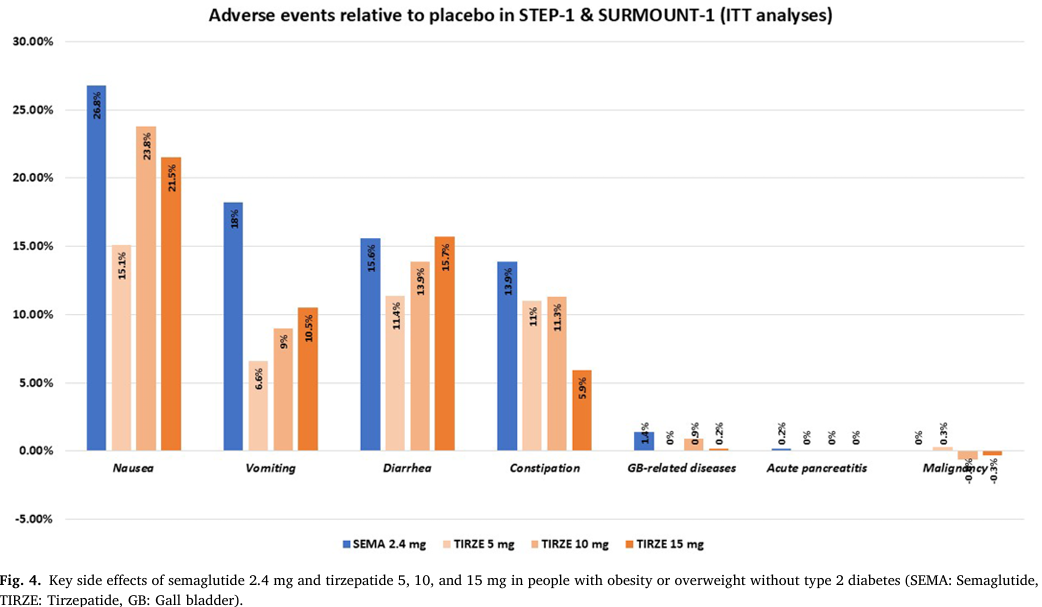 Adverse events relative to placebo in STEP-1 & SURMOUNT-1 (ITT analyses)
30.00%
25.00%
20.00%
15.00%
10.00%
5.00%
0.00%
-5.00%
26.8%
15.1%
23.8%
21.5%
18%
6.6%
9%
10.5%
15.6%
11.4%
13.9%
15.7%
13.9%
11%
11.3%
5.9%
1.4%
0%
0.9%
0.2%
0.2%
0%
0%
0%
0%
0.3%
-0.3%
Nausea
Vomiting
Diarrhea
Constipation
GB-related diseases
Acute pancreatitis
Malignancy
SEMA 2.4 mg
TIRZE 5 mg
TIRZE 10 mg
TIRZE 15 mg
Fig. 4. Key side effects of semaglutide 2.4 mg and tirzepatide 5, 10, and 15 mg in people with obesity or overweight without type 2 diabetes (SEMA: Semaglutide,
TIRZE: Tirzepatide, GB: Gall bladder).